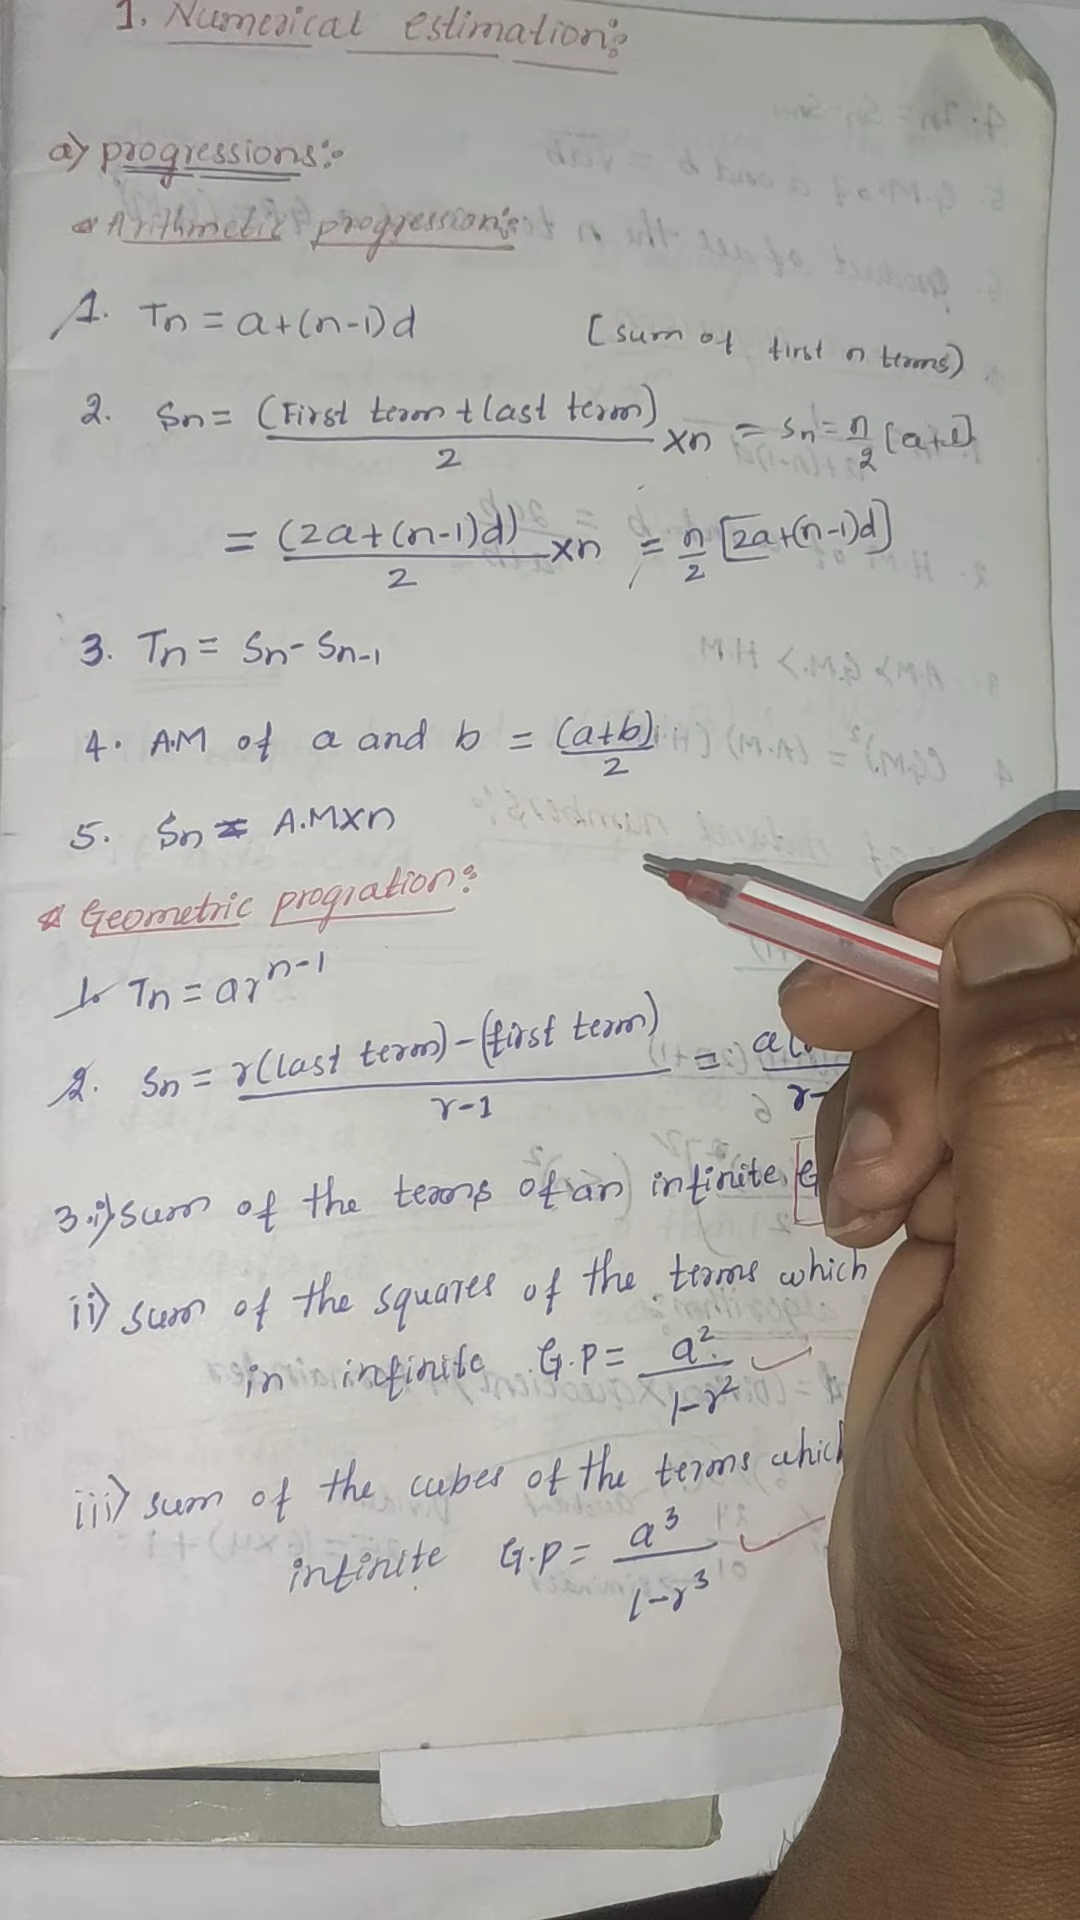 1. Numerical estimation:
a) progressions:
Arithmetic progression:
1. Tn = a+(n-1)d
[sum of first n terms)
2. Sn = (First term + last term)/2 xn = Sn = n/2 [a+l]
= (2a+(n-1)d)/2 xn = n/2 [2a+(n-1)d]
3. Tn = Sn - Sn-1
4. A.M of a and b = (a+b)/2
5. Sn = A.M x n
* Geometric progration:
1. Tn = ar^n-1
2. Sn = r(last term) - (first term)/r-1 = a(/r-
3.i) sum of the terms of an infinite G
ii) sum of the squares of the terms which
in infinite G.P = a²/1-r²
iii) sum of the cubes of the terms which
infinite G.P = a³/1-r³